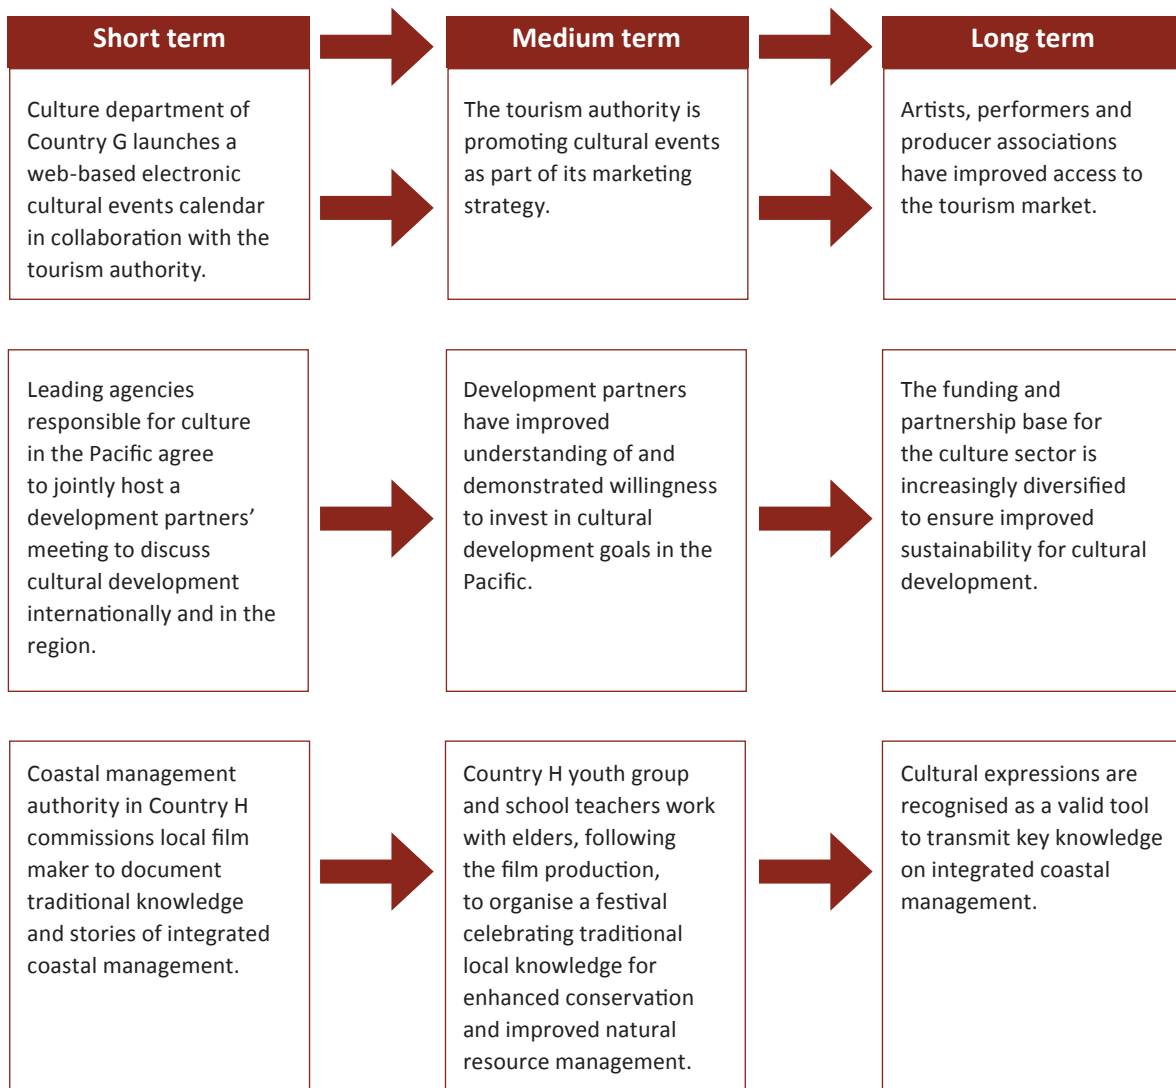 Short term
Medium term
Long term
Culture department of
Country G launches a
web-based electronic
cultural events calendar
in collaboration with the
tourism authority.
The tourism authority is
promoting cultural events
as part of its marketing
strategy.
Artists, performers and
producer associations
have improved access to
the tourism market.
Leading agencies
responsible for culture
in the Pacific agree
to jointly host a
development partners’
meeting to discuss
cultural development
internationally and in the
region.
Development partners
have improved
understanding of and
demonstrated willingness
to invest in cultural
development goals in the
Pacific.
The funding and
partnership base for
the culture sector is
increasingly diversified
to ensure improved
sustainability for cultural
development.
Coastal management
authority in Country H
commissions local film
maker to document
traditional knowledge
and stories of integrated
coastal management.
Country H youth group
and school teachers work
with elders, following
the film production,
to organise a festival
celebrating traditional
local knowledge for
enhanced conservation
and improved natural
resource management.
Cultural expressions are
recognised as a valid tool
to transmit key knowledge
on integrated coastal
management.